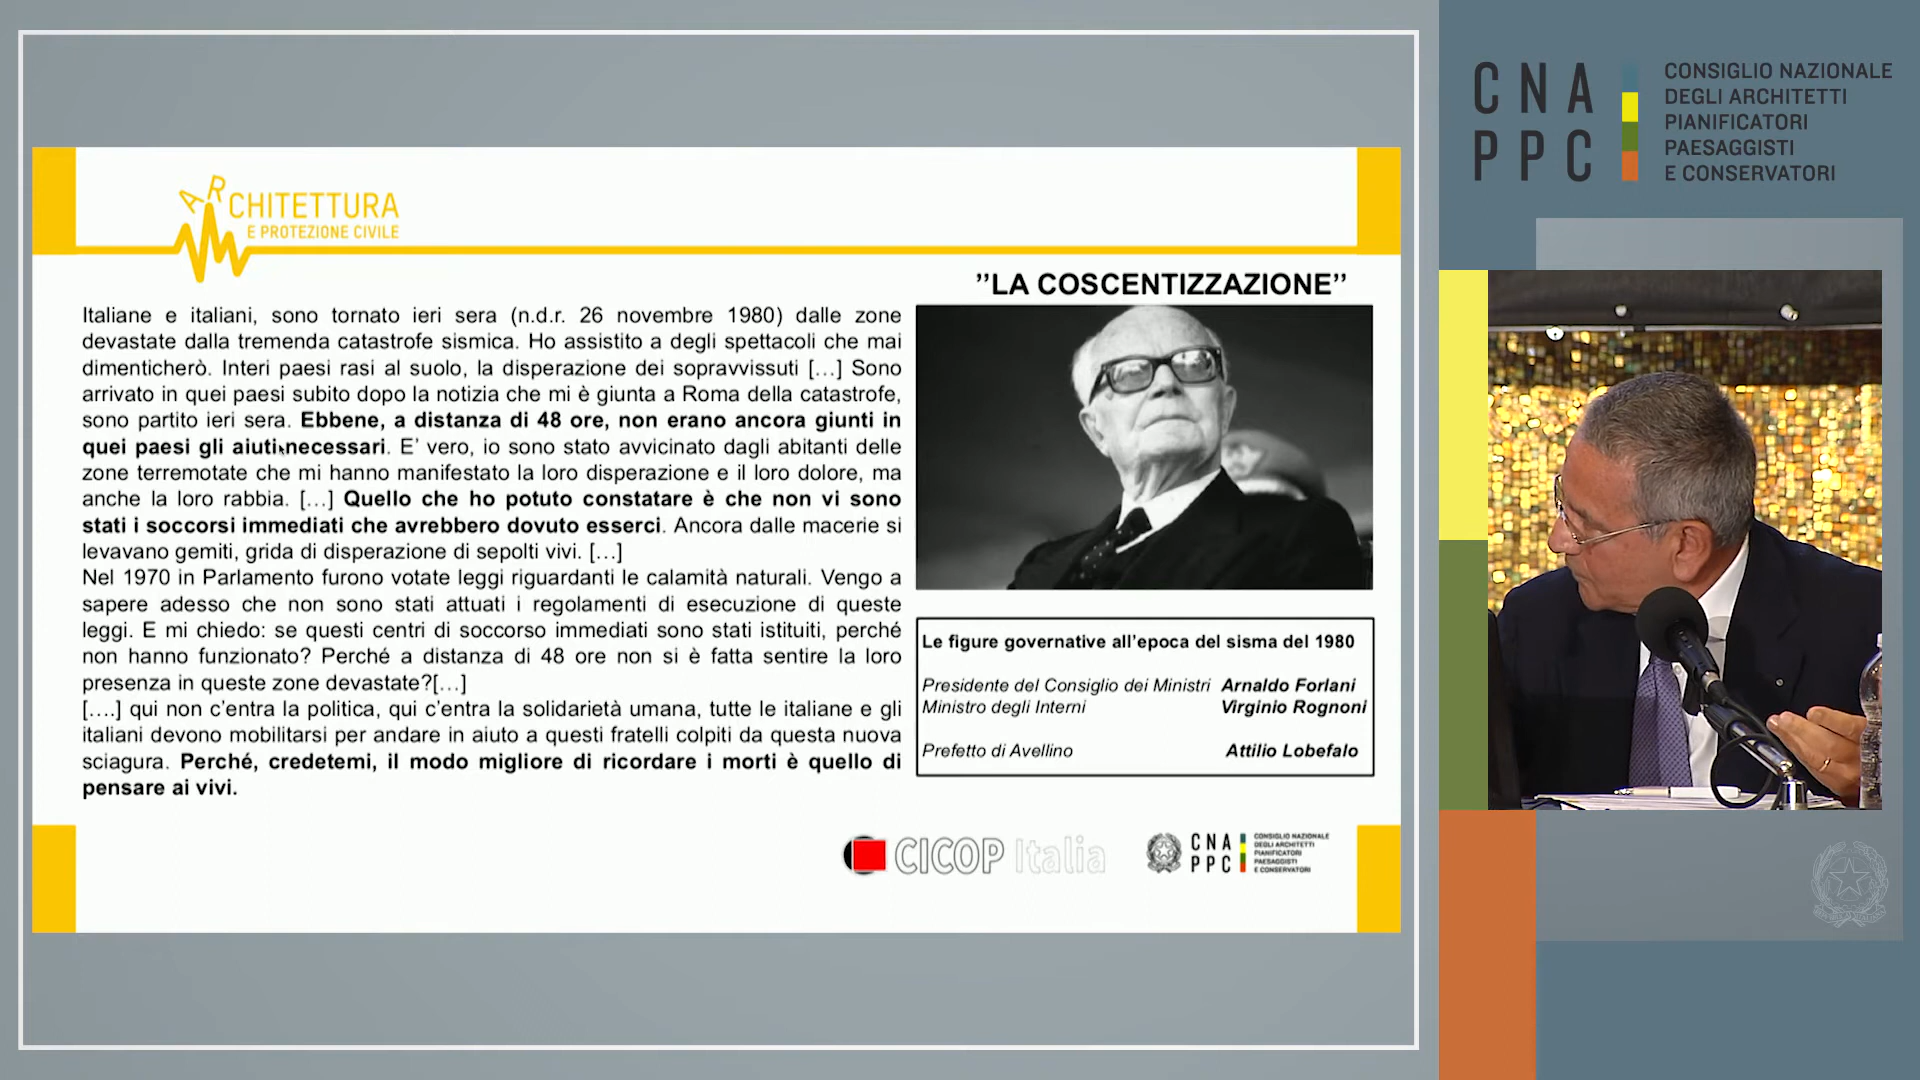 ARCHITETTURA
E PROTEZIONE CIVILE
”LA COSCENTIZZAZIONE”
Italiane e italiani, sono tornato ieri sera (n.d.r. 26 novembre 1980) dalle zone
devastate dalla tremenda catastrofe sismica. Ho assistito a degli spettacoli che mai
dimenticherò. Interi paesi rasi al suolo, la disperazione dei sopravvissuti [...] Sono
arrivato in quei paesi subito dopo la notizia che mi è giunta a Roma della catastrofe,
sono partito ieri sera. Ebbene, a distanza di 48 ore, non erano ancora giunti in
quei paesi gli aiuti necessari. E’ vero, io sono stato avvicinato dagli abitanti delle
zone terremotate che mi hanno manifestato la loro disperazione e il loro dolore, ma
anche la loro rabbia. [...] Quello che ho potuto constatare è che non vi sono
stati i soccorsi immediati che avrebbero dovuto esserci. Ancora dalle macerie si
levavano gemiti, grida di disperazione di sepolti vivi. [...]
Nel 1970 in Parlamento furono votate leggi riguardanti le calamità naturali. Vengo a
sapere adesso che non sono stati attuati i regolamenti di esecuzione di queste
leggi. E mi chiedo: se questi centri di soccorso immediati sono stati istituiti, perché
non hanno funzionato? Perché a distanza di 48 ore non si è fatta sentire la loro
presenza in queste zone devastate?[...]
[....] qui non c’entra la politica, qui c’entra la solidarietà umana, tutte le italiane e gli
italiani devono mobilitarsi per andare in aiuto a questi fratelli colpiti da questa nuova
sciagura. Perché, credetemi, il modo migliore di ricordare i morti è quello di
pensare ai vivi.
Le figure governative all’epoca del sisma del 1980
Presidente del Consiglio dei Ministri Arnaldo Forlani
Ministro degli Interni Virginio Rognoni
Prefetto di Avellino Attilio Lobefalo
CICOP Italia
CNA
PPC
CONSIGLIO NAZIONALE
DEGLI ARCHITETTI
PIANIFICATORI
PAESAGGISTI
E CONSERVATORI
CNA
PPC
CONSIGLIO NAZIONALE
DEGLI ARCHITETTI
PIANIFICATORI
PAESAGGISTI
E CONSERVATORI